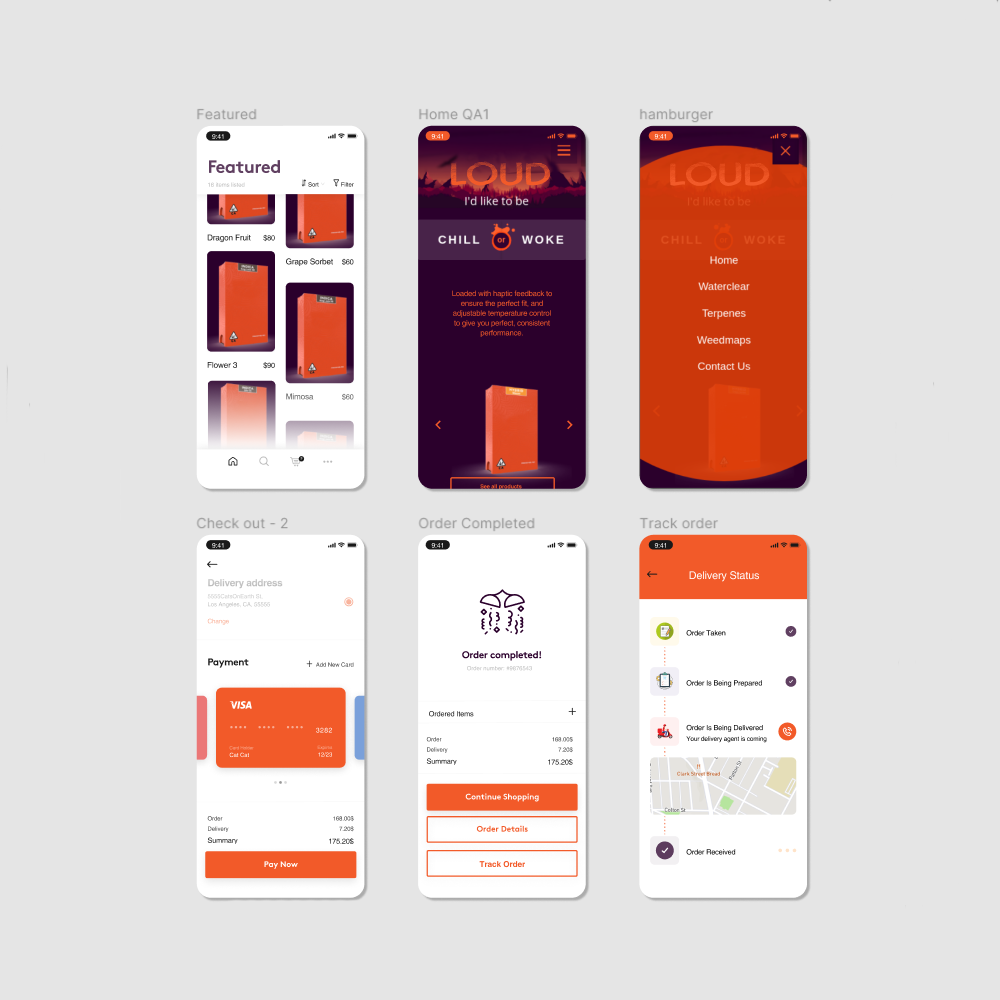 Featured
9:41
Featured
16 items listed
Sort
Filter
Dragon Fruit $80
Grape Sorbet $60
Flower 3 $90
Mimosa $60
Home QA1
9:41
LOUD
I'd like to be
CHILL or WOKE
Loaded with haptic feedback to
ensure the perfect fit, and
adjustable temperature control
to give you perfect, consistent
performance.
See all products
hamburger
9:41
LOUD
I'd like to be
CHILL or WOKE
Home
Waterclear
Terpenes
Weedmaps
Contact Us
Check out - 2
9:41
Delivery address
5555CarsOnEarth St,
Los Angeles, CA, 55555
Change
Payment
+ Add New Card
VISA
**** **** **** 3282
Card Holder Expires
Cal Cat 12/23
Order 168.00$
Delivery 7.20$
Summary 175.20$
Pay Now
Order Completed
9:41
Order completed!
Order number: #8676543
Ordered Items +
Order 168.00$
Delivery 7.20$
Summary 175.20$
Continue Shopping
Order Details
Track Order
Track order
9:41
Delivery Status
Order Taken
Order Is Being Prepared
Order Is Being Delivered
Your delivery agent is coming
Clark Street Bread
Patton St
Colton St
Order Received